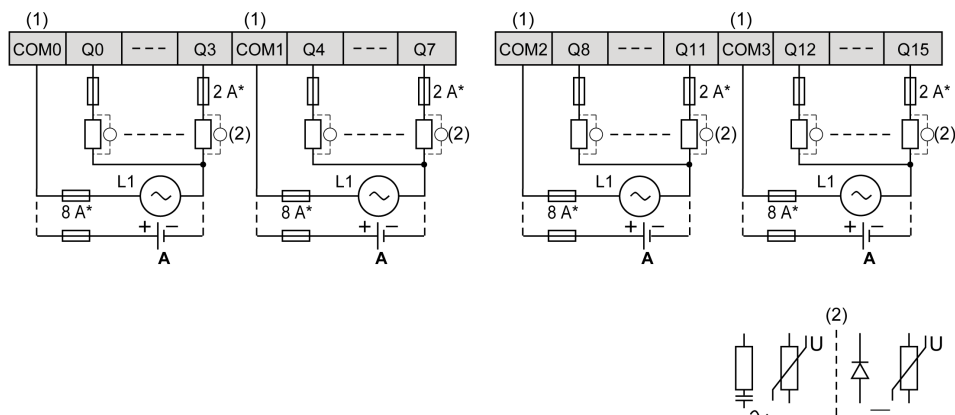 (1) (1) (1) (1)
COM0 Q0 --- Q3 COM1 Q4 --- Q7 COM2 Q8 --- Q11 COM3 Q12 --- Q15
2 A* 2 A* 2 A* 2 A*
(2) (2) (2) (2)
L1 L1 L1 L1
8 A* 8 A* 8 A* 8 A*
+ − + − + − + −
A A A A
(2)
U U